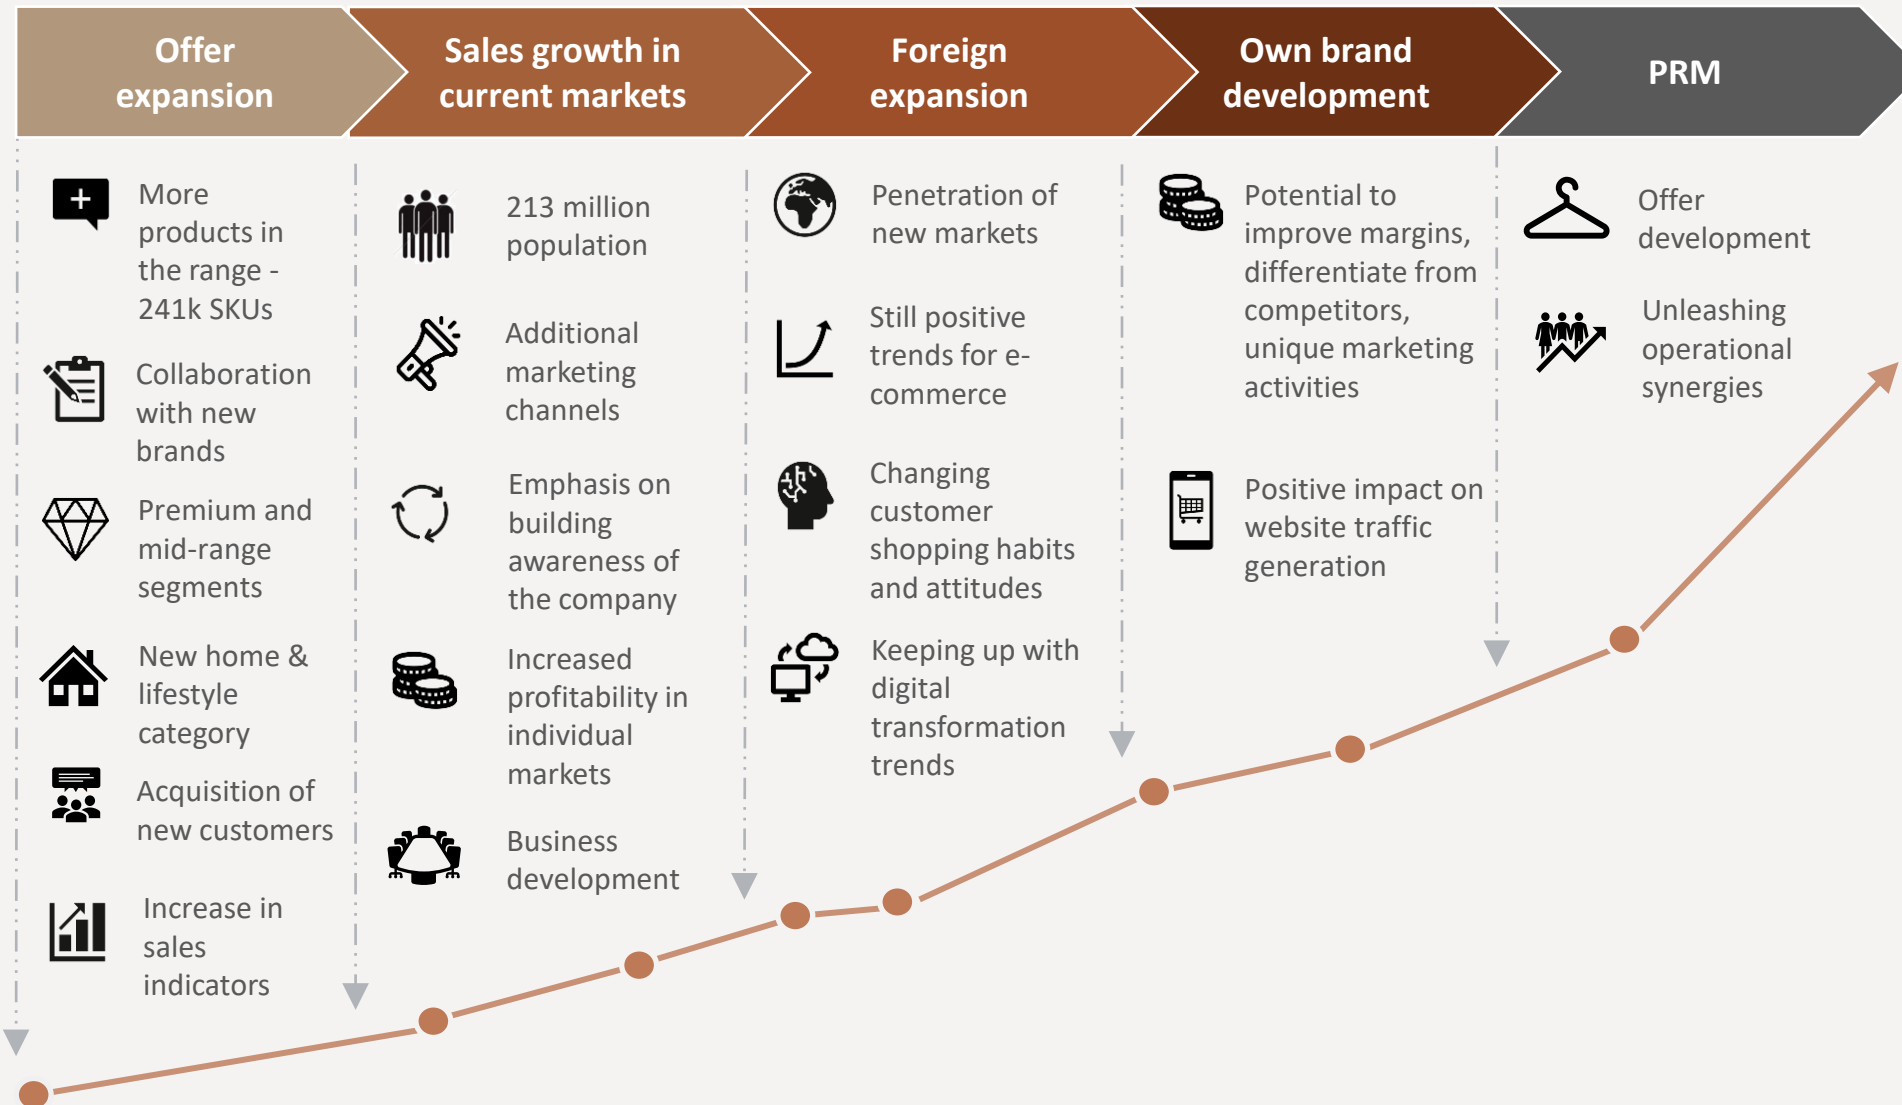 Offer
expansion
Sales growth in
current markets
Foreign
expansion
Own brand
development
PRM
More
products in
the range -
241k SKUs
Collaboration
with new
brands
Premium and
mid-range
segments
New home &
lifestyle
category
Acquisition of
new customers
Increase in
sales
indicators
213 million
population
Additional
marketing
channels
Emphasis on
building
awareness of
the company
Increased
profitability in
individual
markets
Business
development
Penetration of
new markets
Still positive
trends for e-
commerce
Changing
customer
shopping habits
and attitudes
Keeping up with
digital
transformation
trends
Potential to
improve margins,
differentiate from
competitors,
unique marketing
activities
Positive impact on
website traffic
generation
Offer
development
Unleashing
operational
synergies